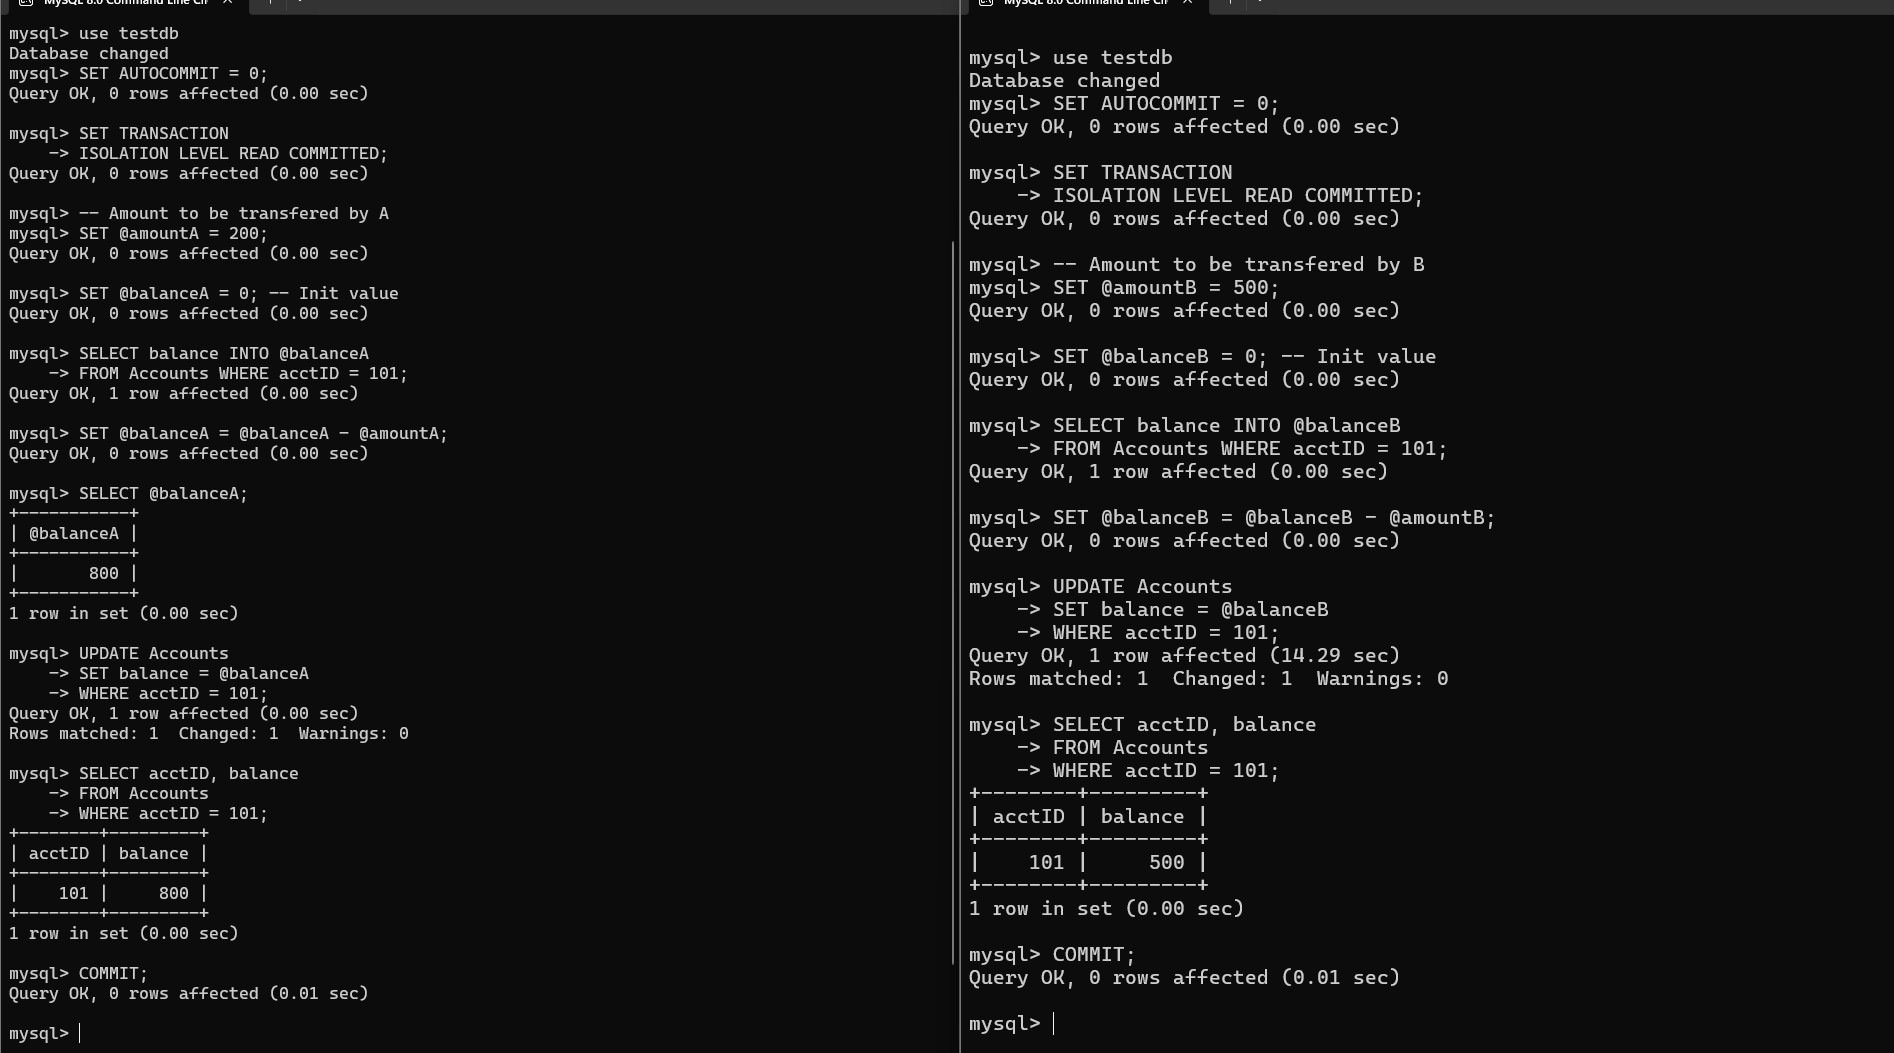 MySQL 8.0 Command Line Cli
mysql> use testdb
Database changed
mysql> SET AUTOCOMMIT = 0;
Query OK, 0 rows affected (0.00 sec)
mysql> SET TRANSACTION
    -> ISOLATION LEVEL READ COMMITTED;
Query OK, 0 rows affected (0.00 sec)
mysql> -- Amount to be transfered by A
mysql> SET @amountA = 200;
Query OK, 0 rows affected (0.00 sec)
mysql> SET @balanceA = 0; -- Init value
Query OK, 0 rows affected (0.00 sec)
mysql> SELECT balance INTO @balanceA
    -> FROM Accounts WHERE acctID = 101;
Query OK, 1 row affected (0.00 sec)
mysql> SET @balanceA = @balanceA - @amountA;
Query OK, 0 rows affected (0.00 sec)
mysql> SELECT @balanceA;
+-----------+
| @balanceA |
+-----------+
|       800 |
+-----------+
1 row in set (0.00 sec)
mysql> UPDATE Accounts
    -> SET balance = @balanceA
    -> WHERE acctID = 101;
Query OK, 1 row affected (0.00 sec)
Rows matched: 1  Changed: 1  Warnings: 0
mysql> SELECT acctID, balance
    -> FROM Accounts
    -> WHERE acctID = 101;
+--------+---------+
| acctID | balance |
+--------+---------+
|    101 |     800 |
+--------+---------+
1 row in set (0.00 sec)
mysql> COMMIT;
Query OK, 0 rows affected (0.01 sec)
mysql>
MySQL 8.0 Command Line Cli
mysql> use testdb
Database changed
mysql> SET AUTOCOMMIT = 0;
Query OK, 0 rows affected (0.00 sec)
mysql> SET TRANSACTION
    -> ISOLATION LEVEL READ COMMITTED;
Query OK, 0 rows affected (0.00 sec)
mysql> -- Amount to be transfered by B
mysql> SET @amountB = 500;
Query OK, 0 rows affected (0.00 sec)
mysql> SET @balanceB = 0; -- Init value
Query OK, 0 rows affected (0.00 sec)
mysql> SELECT balance INTO @balanceB
    -> FROM Accounts WHERE acctID = 101;
Query OK, 1 row affected (0.00 sec)
mysql> SET @balanceB = @balanceB - @amountB;
Query OK, 0 rows affected (0.00 sec)
mysql> UPDATE Accounts
    -> SET balance = @balanceB
    -> WHERE acctID = 101;
Query OK, 1 row affected (14.29 sec)
Rows matched: 1  Changed: 1  Warnings: 0
mysql> SELECT acctID, balance
    -> FROM Accounts
    -> WHERE acctID = 101;
+--------+---------+
| acctID | balance |
+--------+---------+
|    101 |     500 |
+--------+---------+
1 row in set (0.00 sec)
mysql> COMMIT;
Query OK, 0 rows affected (0.01 sec)
mysql>